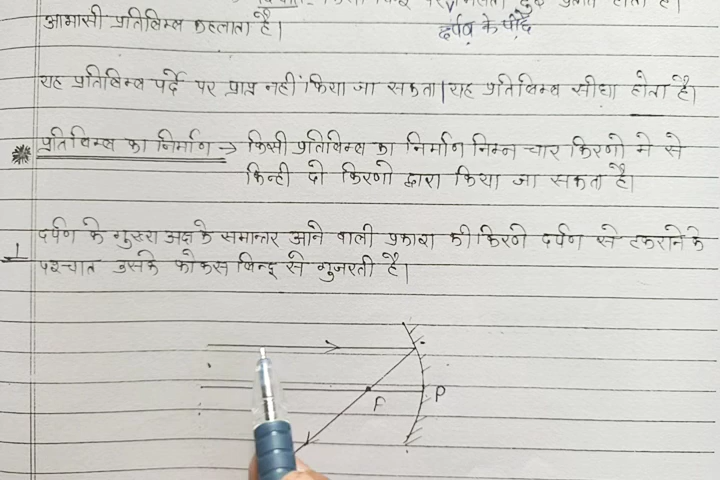 आभासी प्रतिबिम्ब कहलाता है।
दर्पण के पीछे
यह प्रतिबिम्ब पर्दे पर प्राप्त नहीं किया जा सकता। यह प्रतिबिम्ब सीधा होता है।
प्रतिबिम्ब का निर्माण → किसी प्रतिबिम्ब का निर्माण निम्न चार किरणो मे से
किन्ही दो किरणो द्वारा किया जा सकता है।
1 दर्पण के मुख्य अक्ष के समान्तर आने वाली प्रकाश की किरणे दर्पण से टकराने के
पश्चात उसके फोकस बिन्दु से गुजरती है।
F P